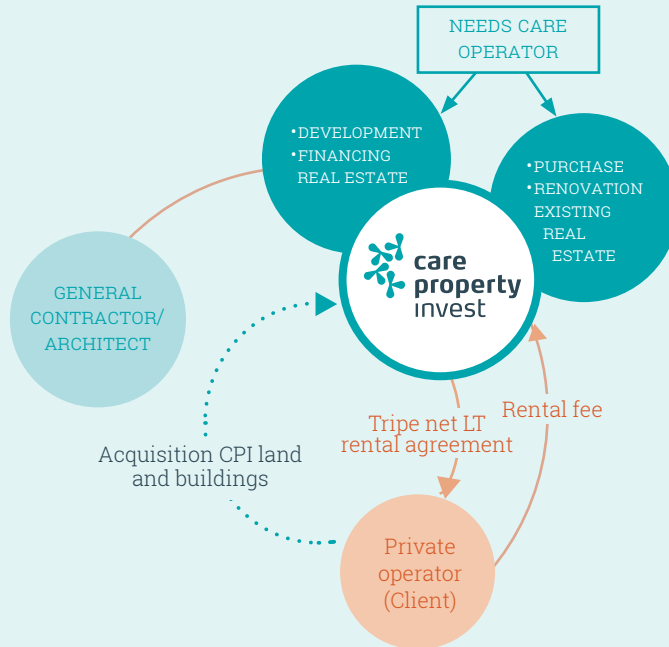 NEEDS CARE
OPERATOR
•DEVELOPMENT
•FINANCING
REAL ESTATE
•PURCHASE
•RENOVATION
EXISTING
REAL
ESTATE
care
property
invest
GENERAL
CONTRACTOR/
ARCHITECT
Tripe net LT
rental agreement
Rental fee
Acquisition CPI land
and buildings
Private
operator
(Client)